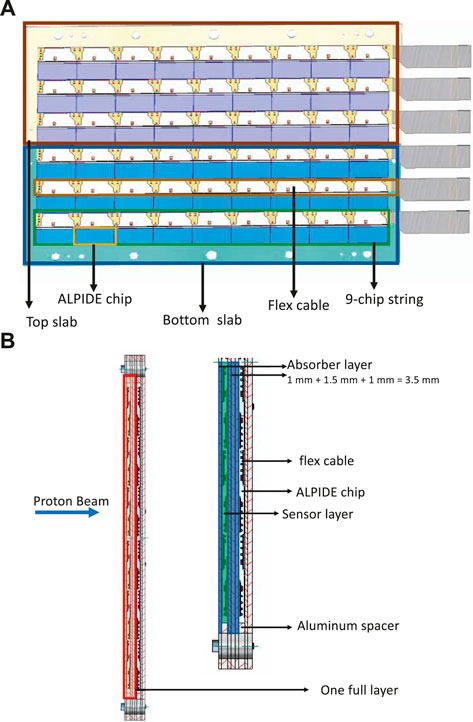 A
ALPIDE chip
Flex cable
9-chip string
Top slab
Bottom slab
B
Absorber layer
1 mm + 1.5 mm + 1 mm = 3.5 mm
flex cable
Proton Beam
ALPIDE chip
Sensor layer
Aluminum spacer
One full layer